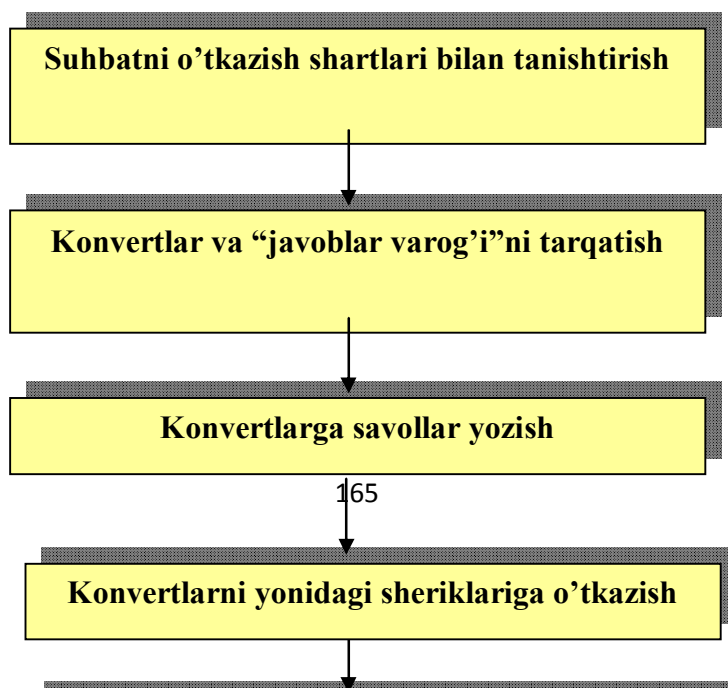 Suhbatni o’tkazish shartlari bilan tanishtirish
Konvertlar va “javoblar varog’i”ni tarqatish
Konvertlarga savollar yozish
165
Konvertlarni yonidagi sheriklariga o’tkazish